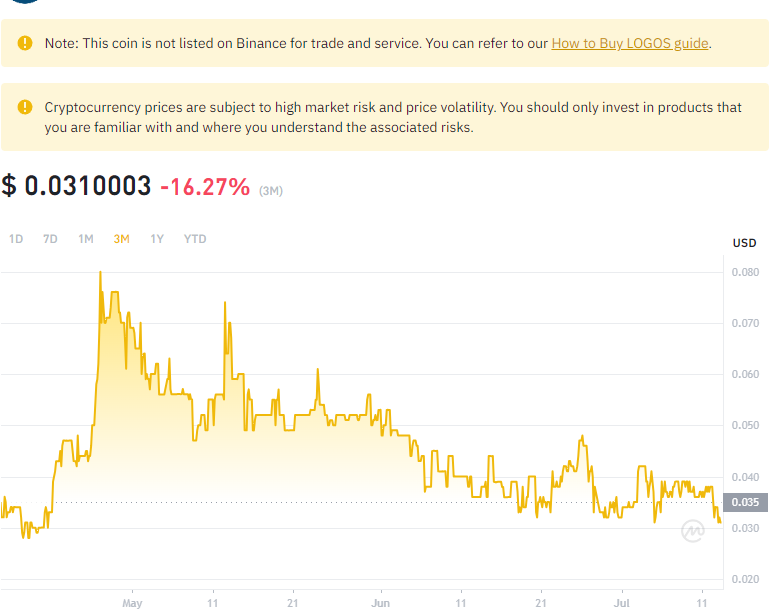 Note: This coin is not listed on Binance for trade and service. You can refer to our How to Buy LOGOS guide.
Cryptocurrency prices are subject to high market risk and price volatility. You should only invest in products that
you are familiar with and where you understand the associated risks.
$ 0.0310003 -16.27% (3M)
1D 7D 1M 3M 1Y YTD
USD
0.080
0.070
0.060
0.050
0.040
0.035
0.030
0.020
May 11 21 Jun 11 21 Jul 11